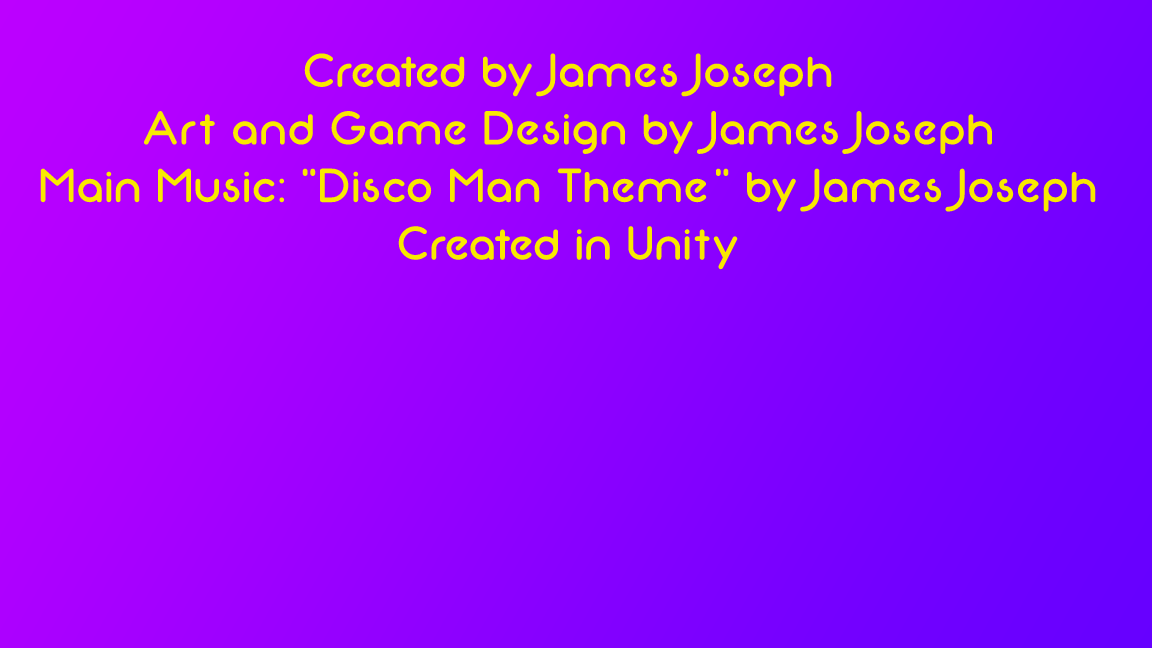 Created by James Joseph
Art and Game Design by James Joseph
Main Music: "Disco Man Theme" by James Joseph
Created in Unity